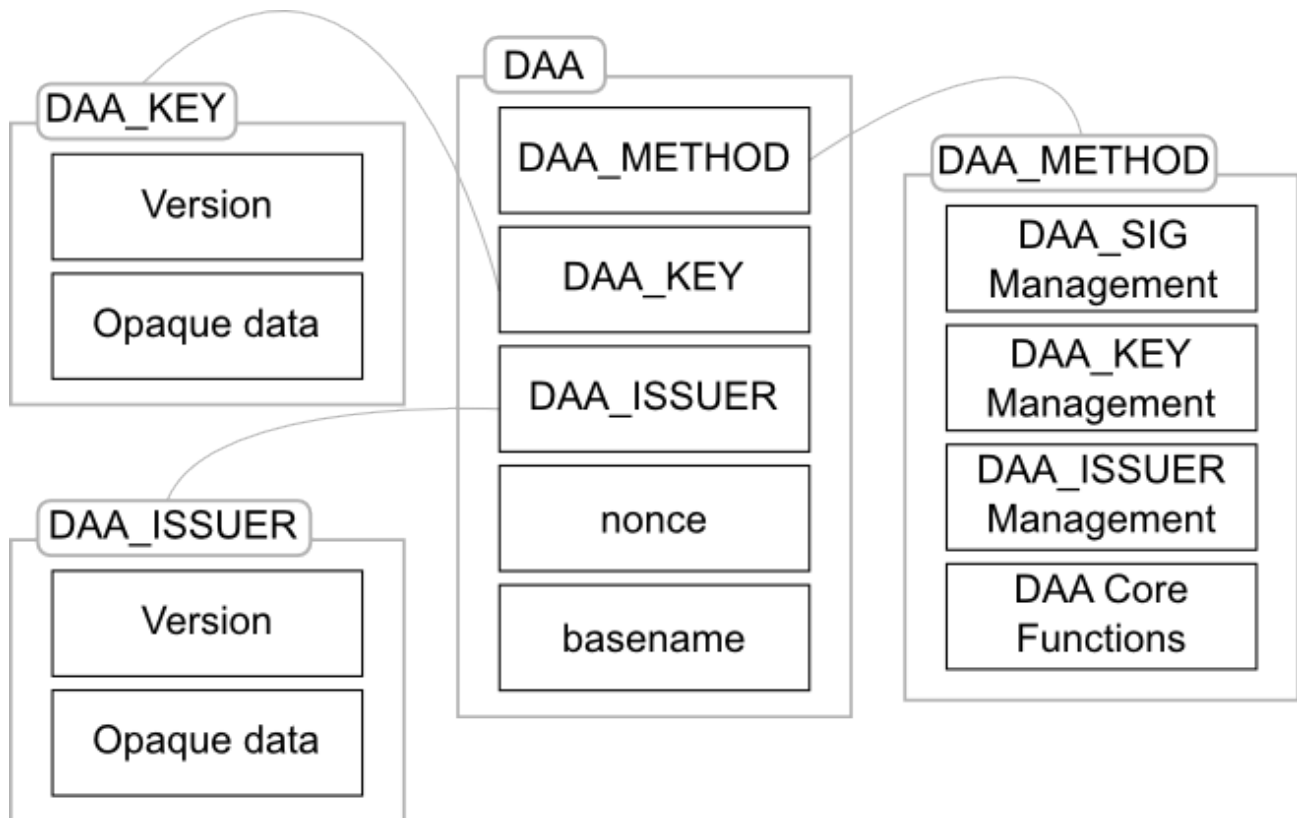 DAA_KEY
Version
Opaque data
DAA_ISSUER
Version
Opaque data
DAA
DAA_METHOD
DAA_KEY
DAA_ISSUER
nonce
basename
DAA_METHOD
DAA_SIG
Management
DAA_KEY
Management
DAA_ISSUER
Management
DAA Core
Functions